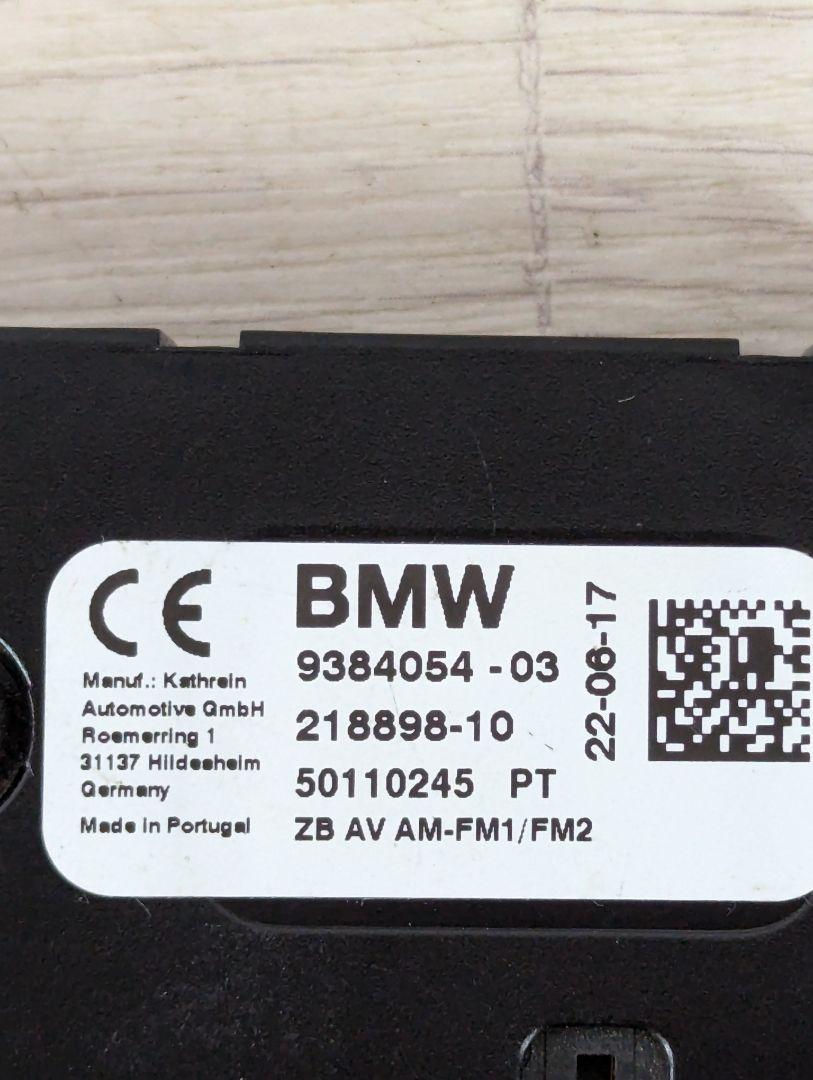 CE
Manuf.: Kathrein
Automotive GmbH
Roemerring 1
31137 Hildesheim
Germany
Made in Portugal
BMW
9384054 - 03
218898-10
50110245 PT
ZB AV AM-FM1/FM2
22-06-17